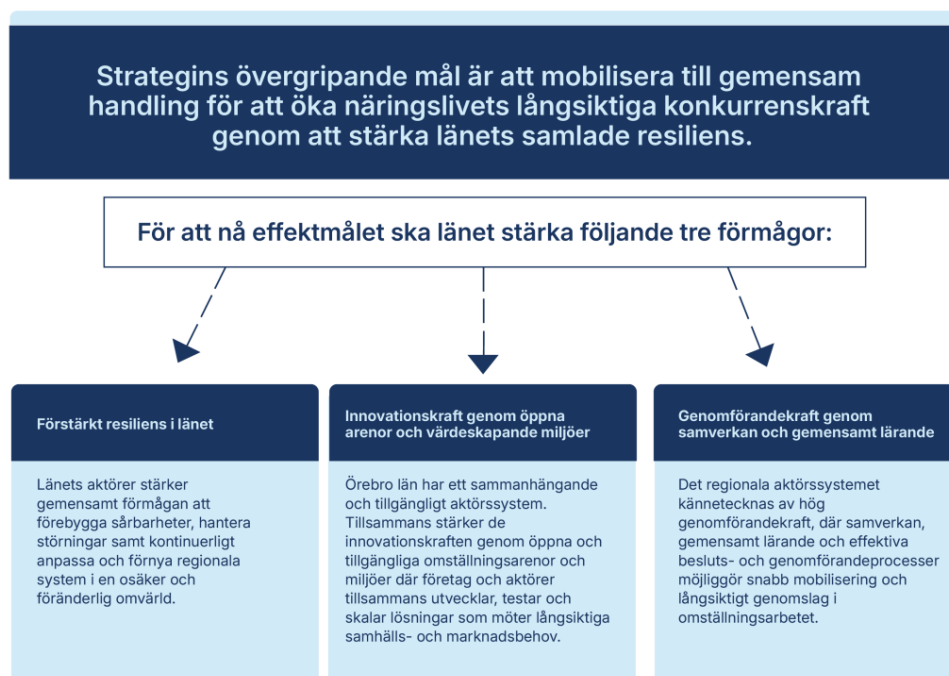 Strategins övergripande mål är att mobilisera till gemensam
handling för att öka näringslivets långsiktiga konkurrenskraft
genom att stärka länets samlade resiliens.
För att nå effektmålet ska länet stärka följande tre förmågor:
Förstärkt resiliens i länet
Länets aktörer stärker
gemensamt förmågan att
förebygga sårbarheter, hantera
störningar samt kontinuerligt
anpassa och förnya regionala
system i en osäker och
föränderlig omvärld.
Innovationskraft genom öppna
arenor och värdeskapande miljöer
Örebro län har ett sammanhängande
och tillgängligt aktörssystem.
Tillsammans stärker de
innovationskraften genom öppna och
tillgängliga omställningsarenor och
miljöer där företag och aktörer
tillsammans utvecklar, testar och
skalar lösningar som möter långsiktiga
samhälls- och marknadsbehov.
Genomförandekraft genom
samverkan och gemensamt lärande
Det regionala aktörssystemet
kännetecknas av hög
genomförandekraft, där samverkan,
gemensamt lärande och effektiva
besluts- och genomförandeprocesser
möjliggör snabb mobilisering och
långsiktigt genomslag i
omställningsarbetet.